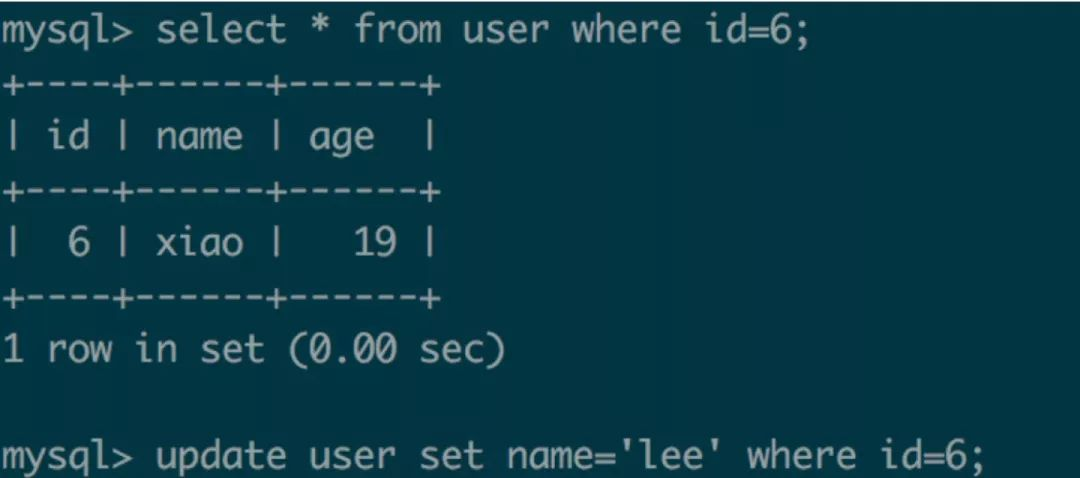 mysql> select * from user where id=6;
+----+------+------+
| id | name | age  |
+----+------+------+
|  6 | xiao |   19 |
+----+------+------+
1 row in set (0.00 sec)
mysql> update user set name='lee' where id=6;